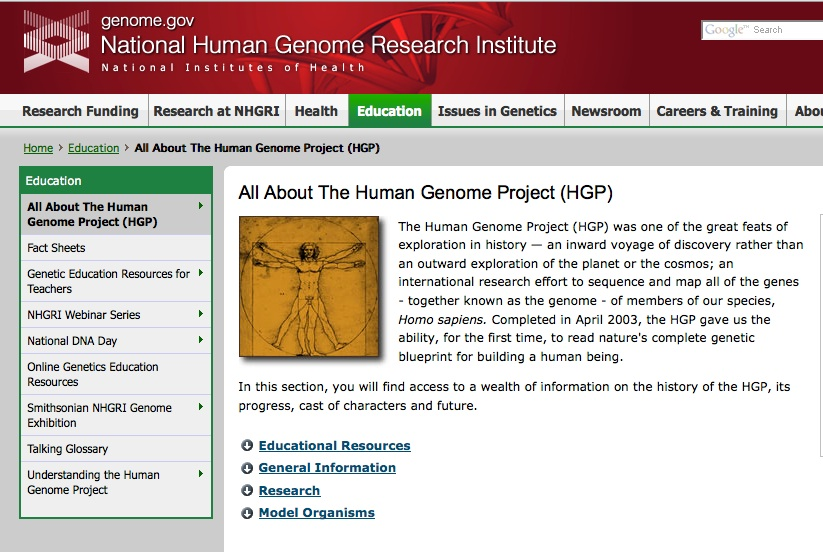 genome.gov
National Human Genome Research Institute
National Institutes of Health
Google™ Search
Research Funding Research at NHGRI Health Education Issues in Genetics Newsroom Careers & Training Abou
Home > Education > All About The Human Genome Project (HGP)
Education
All About The Human
Genome Project (HGP)
Fact Sheets
Genetic Education Resources for
Teachers
NHGRI Webinar Series
National DNA Day
Online Genetics Education
Resources
Smithsonian NHGRI Genome
Exhibition
Talking Glossary
Understanding the Human
Genome Project
All About The Human Genome Project (HGP)
The Human Genome Project (HGP) was one of the great feats of
exploration in history — an inward voyage of discovery rather than
an outward exploration of the planet or the cosmos; an
international research effort to sequence and map all of the genes
- together known as the genome - of members of our species,
Homo sapiens. Completed in April 2003, the HGP gave us the
ability, for the first time, to read nature's complete genetic
blueprint for building a human being.
In this section, you will find access to a wealth of information on the history of the HGP, its
progress, cast of characters and future.
Educational Resources
General Information
Research
Model Organisms